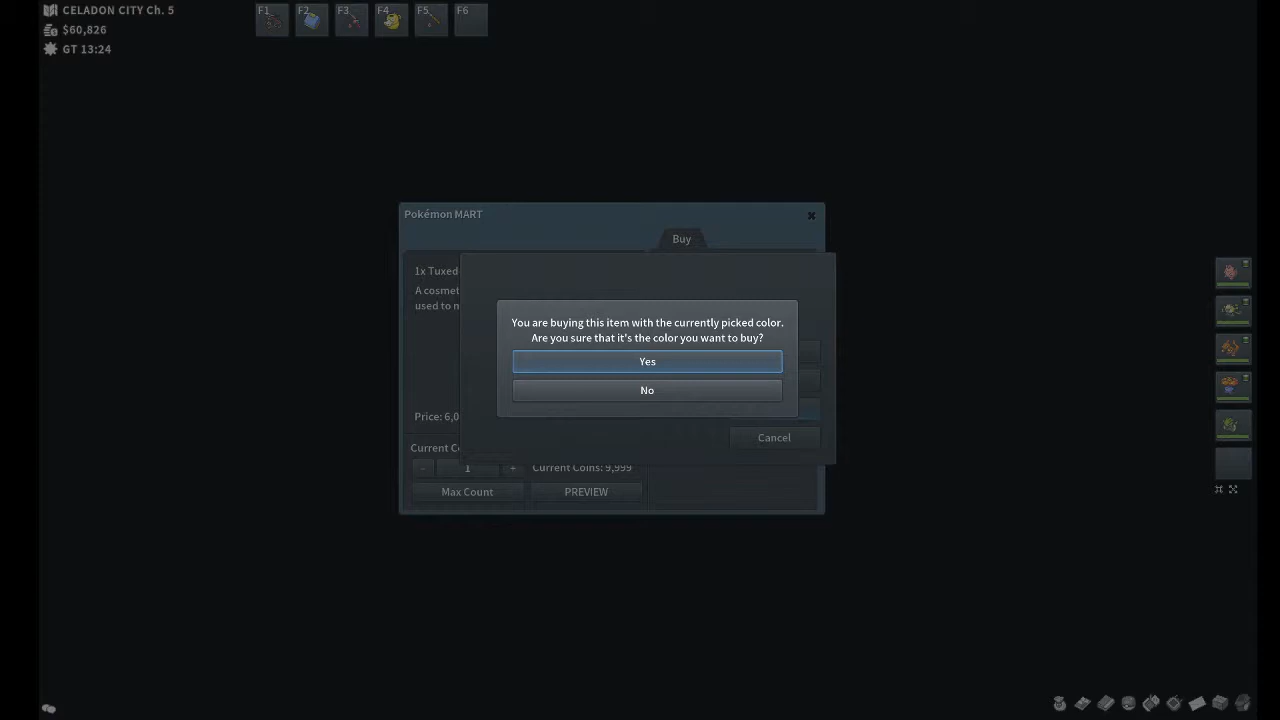 CELADON CITY Ch. 5
$60,826
GT 13:24
F1 F2 F3 F4 F5 F6
Pokémon MART
Buy
1x Tuxed
A cosmet
used to n
You are buying this item with the currently picked color.
Are you sure that it's the color you want to buy?
Yes
No
Price: 6,0
Cancel
Current Co
- 1 + Current Coins: 9,999
Max Count PREVIEW